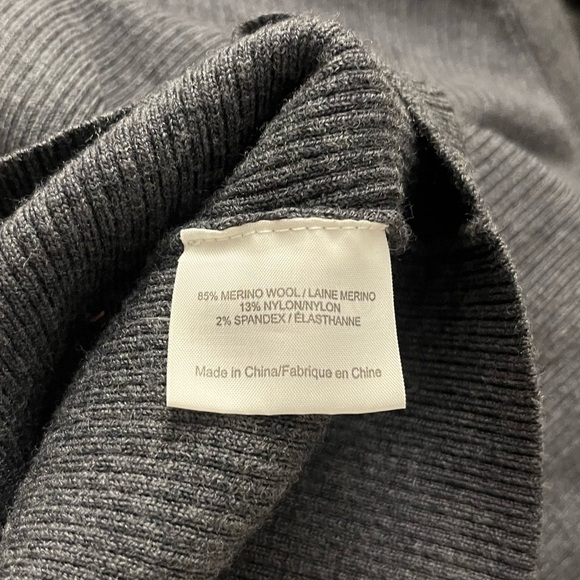 85% MERINO WOOL / LAINE MERINO
13% NYLON/NYLON
2% SPANDEX / ÉLASTHANNE
Made in China/Fabrique en Chine